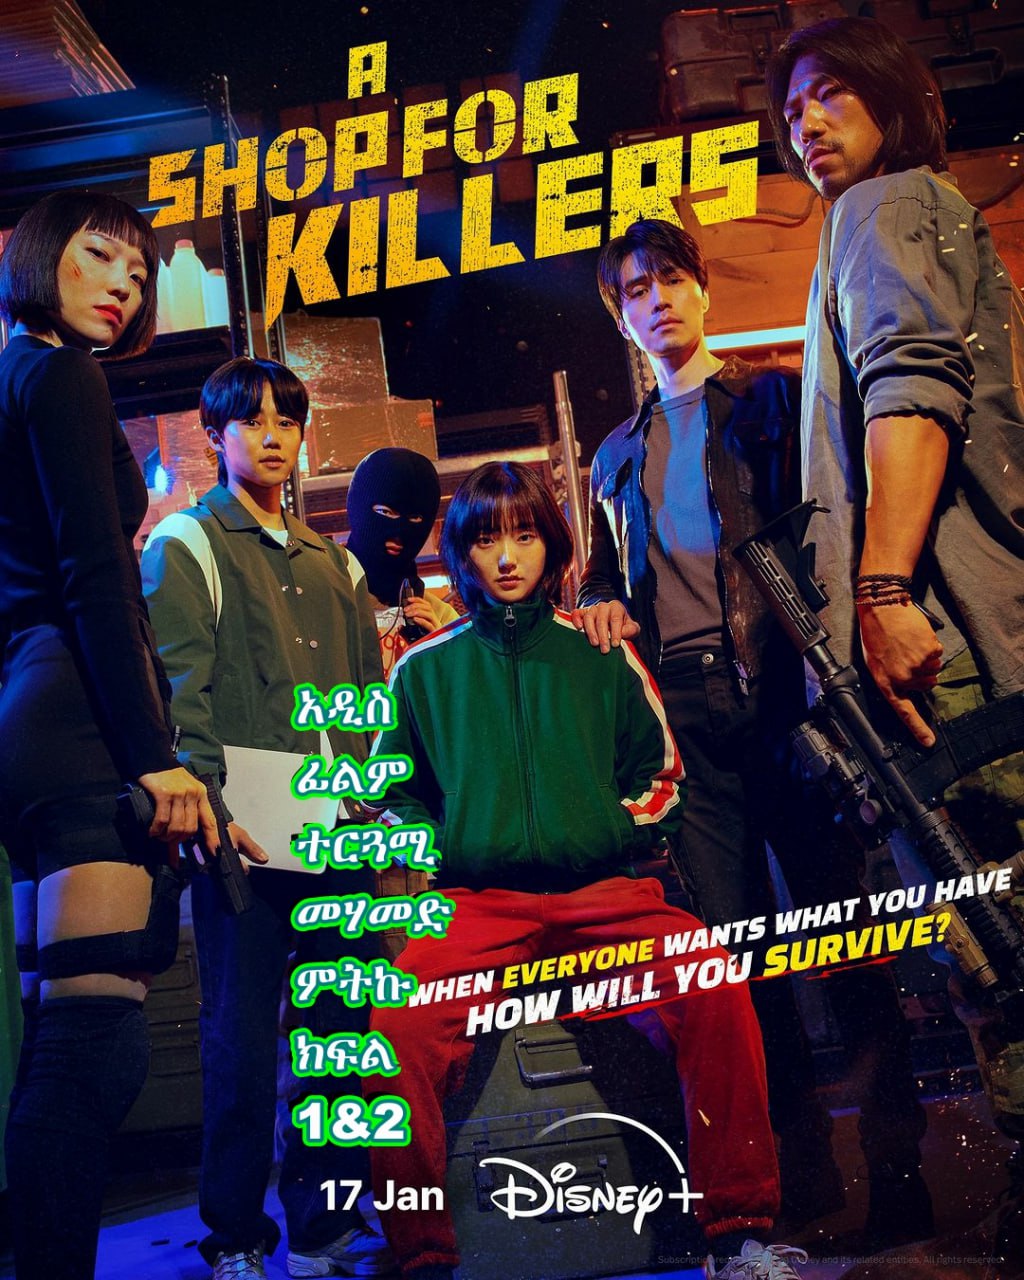 A
SHOP FOR
KILLERS
አዲስ
ፊልም
ተርጓሚ
መሃመድ
ምትኩ
ክፍል
1&2
WHEN EVERYONE WANTS WHAT YOU HAVE
HOW WILL YOU SURVIVE?
17 Jan
Disney+